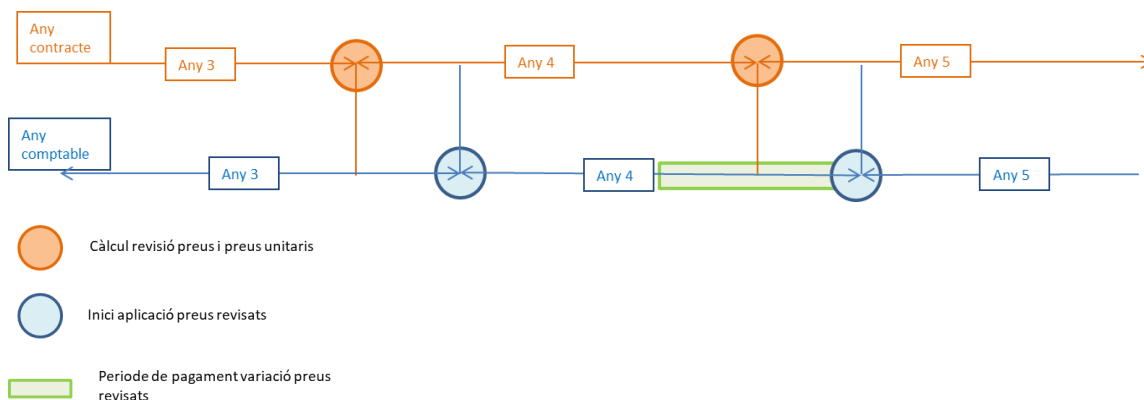 Any
contracte
Any 3
Any 4
Any 5
Any
comptable
Any 3
Any 4
Any 5
Càlcul revisió preus i preus unitaris
Inici aplicació preus revisats
Periode de pagament variació preus
revisats